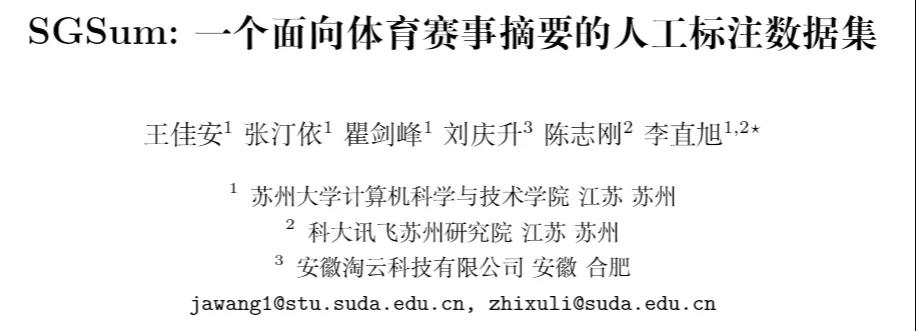 SGSum: 一个面向体育赛事摘要的人工标注数据集
王佳安1 张汀依1 瞿剑峰1 刘庆升3 陈志刚2 李直旭1,2⋆
1 苏州大学计算机科学与技术学院 江苏 苏州
2 科大讯飞苏州研究院 江苏 苏州
3 安徽淘云科技有限公司 安徽 合肥
jawang1@stu.suda.edu.cn, zhixuli@suda.edu.cn